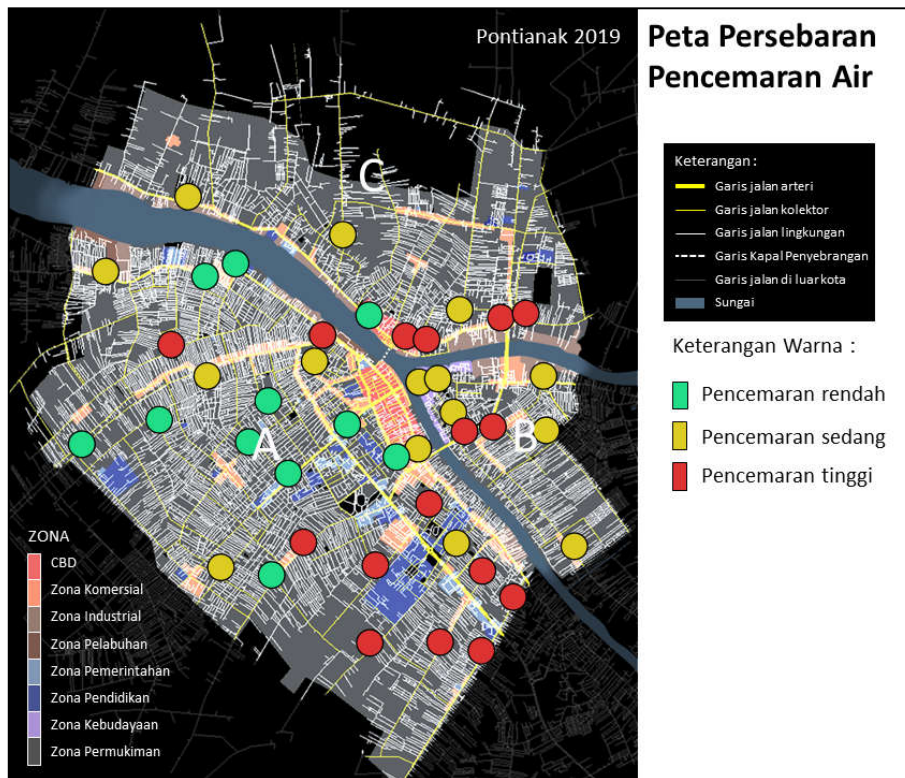 Pontianak 2019
Peta Persebaran
Pencemaran Air
C
A
B
Keterangan :
Garis jalan arteri
Garis jalan kolektor
Garis jalan lingkungan
Garis Kapal Penyebrangan
Garis jalan di luar kota
Sungai
Keterangan Warna :
Pencemaran rendah
Pencemaran sedang
Pencemaran tinggi
ZONA
CBD
Zona Komersial
Zona Industrial
Zona Pelabuhan
Zona Pemerintahan
Zona Pendidikan
Zona Kebudayaan
Zona Permukiman